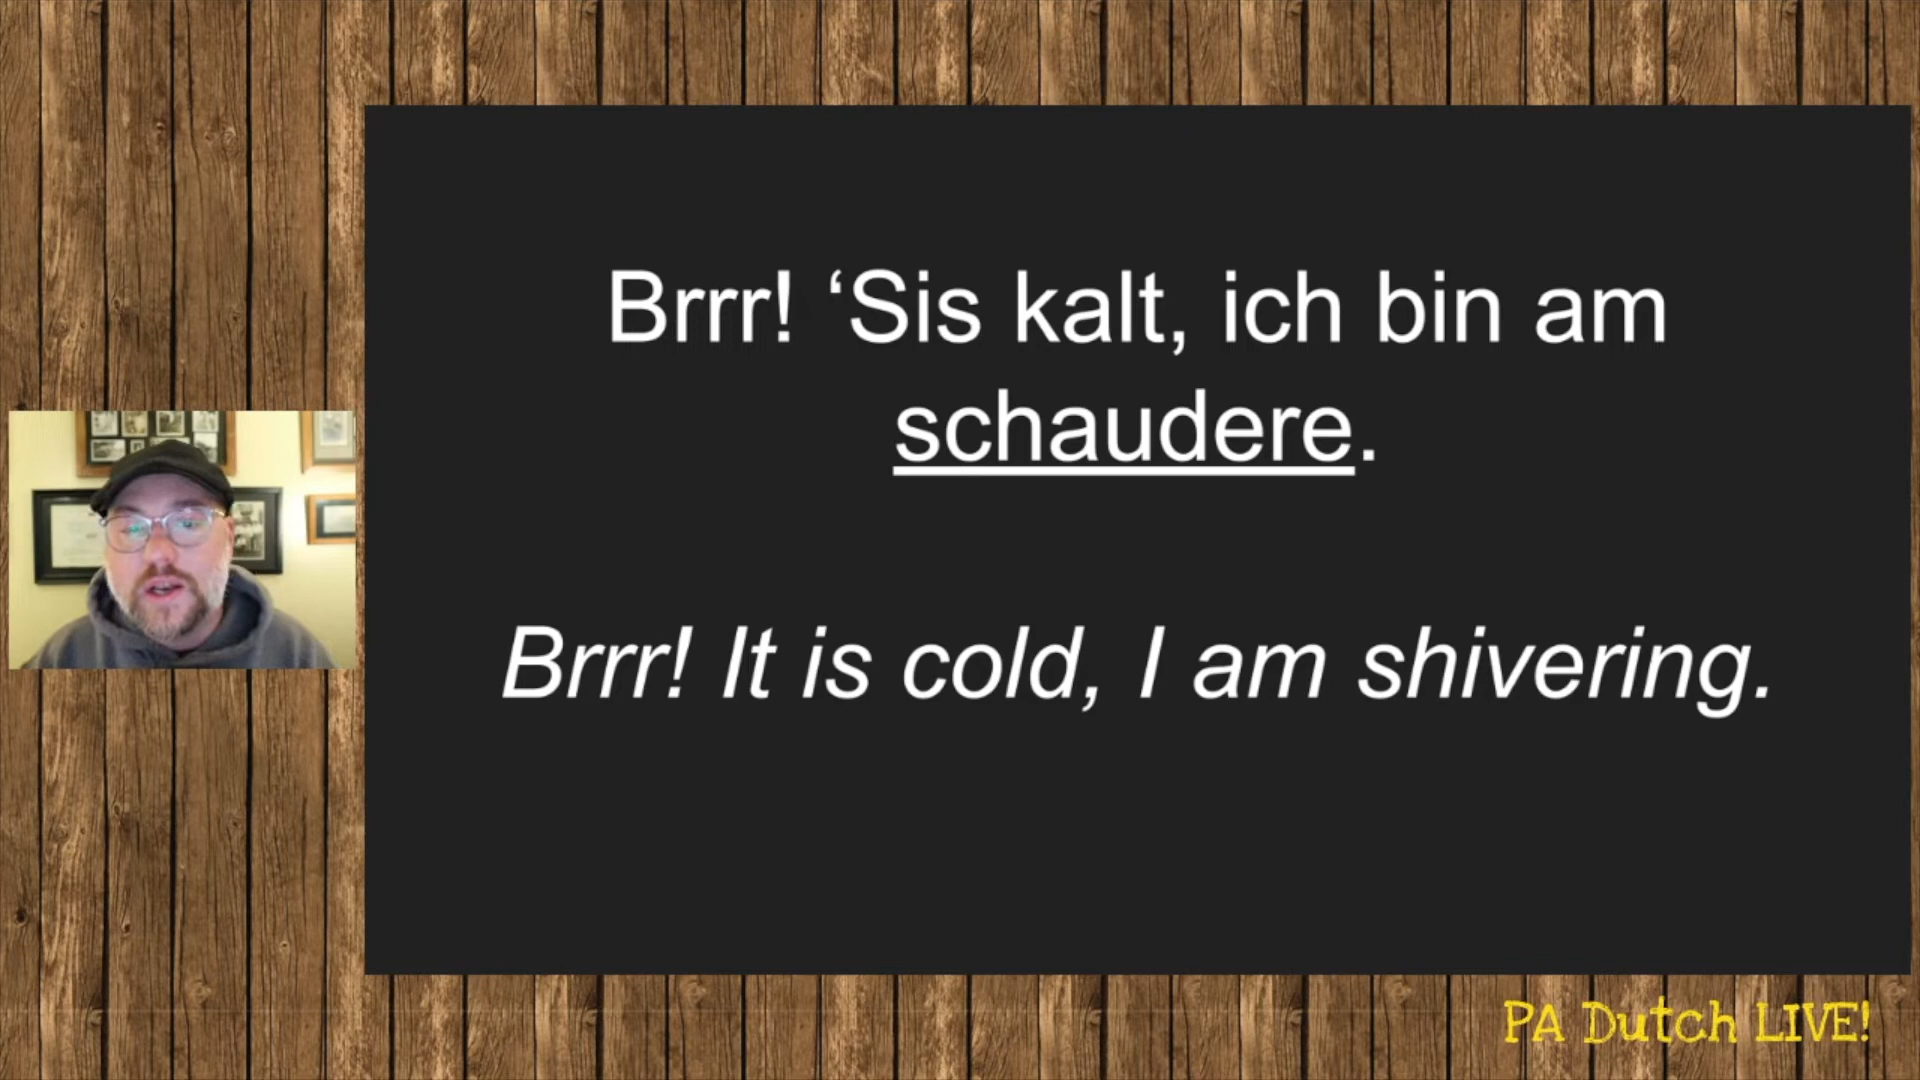 Brrr! ‘Sis kalt, ich bin am
schaudere.
Brrr! It is cold, I am shivering.
PA Dutch LIVE!